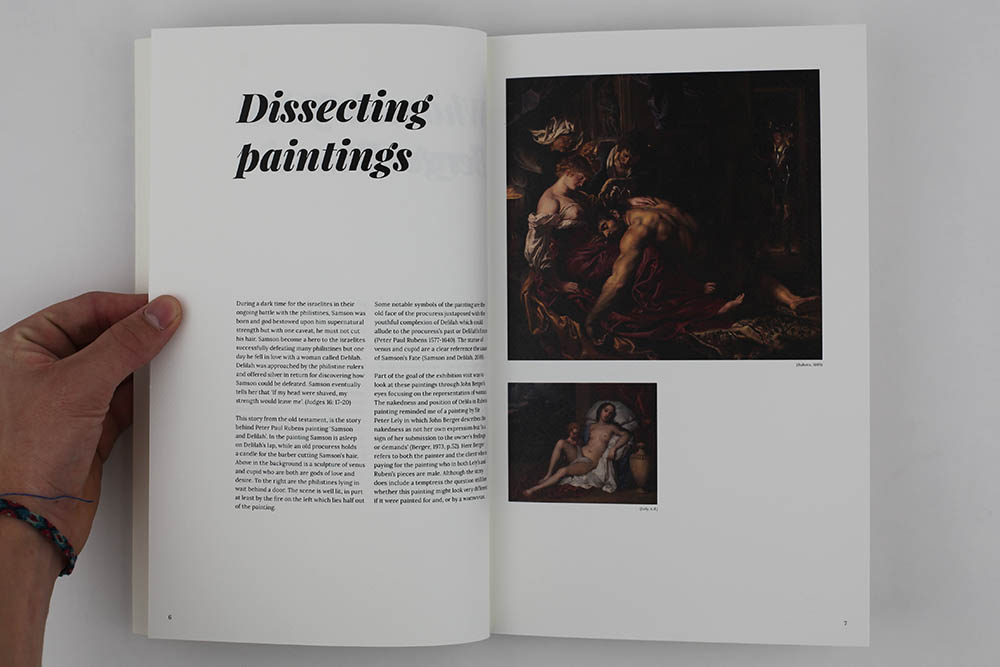 Dissecting
paintings
During a dark time for the israelites in their
ongoing battle with the philistines, Samson was
born and god bestowed upon him supernatural
strength but with one caveat, he must not cut
his hair. Samson become a hero to the israelites
successfully defeating many philistines but one
day he fell in love with a woman called Dehlilah.
Delilah was approached by the philistine rulers
and offered silver in return for discovering how
Samson could be defeated. Samson eventually
tells her that 'if my head were shaved, my
strength would leave me'. (Judges 16: 17-20)
This story from the old testament, is the story
behind Peter Paul Rubens painting 'Samson
and Delilah'. In the painting Samson is asleep
on Delilah's lap, while an old procuress holds
a candle for the barber cutting Samson's hair.
Above in the background is a sculpture of venus
and cupid who are both are gods of love and
desire. To the right are the philistines lying in
wait behind a door. The scene is well lit, in part
at least by the fire on the left which lies half out
of the painting.
Some notable symbols of the painting are the
old face of the procuress juxtaposed with the
youthful complexion of Delilah which could
allude to the procuress's past or Delilah's
(Peter Paul Rubens 1577-1640). The statue of
venus and cupid are a clear reference the cause
of Samson's Fate (Samson and Delilah,
Part of the goal of the exhibition visit was to
look at these paintings through John Berger's
eyes focusing on the representation of
The nakedness and position of Delila in Rubens
painting reminded me of a painting by Sir
Peter Lely in which John Berger describes the
nakedness as not her own expression but 'is a
sign of her submission to the owner's feelings
or demands' (Berger, 1973, p.52). Here Berger
refers to both the painter and the client who is
paying for the painting who in both Lely's and
Ruben's pieces are male. Although the story
does include a temptress the question still
whether this painting might look very different
if it were painted for and, or by a woman
6
7